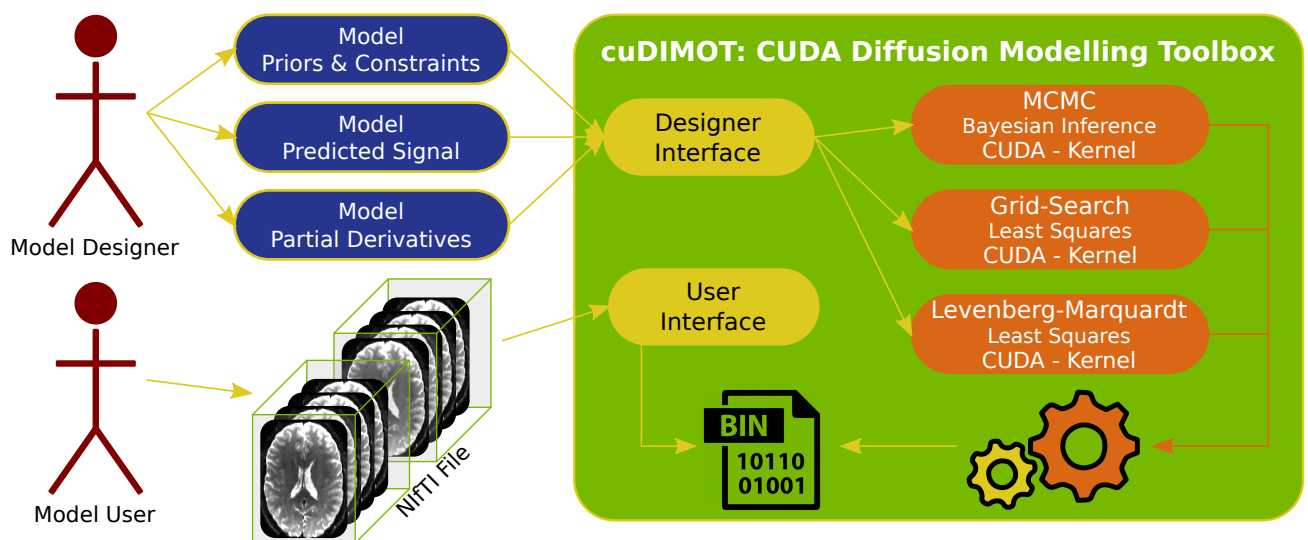 Model
Priors & Constraints
Model
Predicted Signal
Model
Partial Derivatives
Model Designer
Model User
NIfTI File
cuDIMOT: CUDA Diffusion Modelling Toolbox
Designer
Interface
User
Interface
MCMC
Bayesian Inference
CUDA - Kernel
Grid-Search
Least Squares
CUDA - Kernel
Levenberg-Marquardt
Least Squares
CUDA - Kernel
BIN
10110
01001